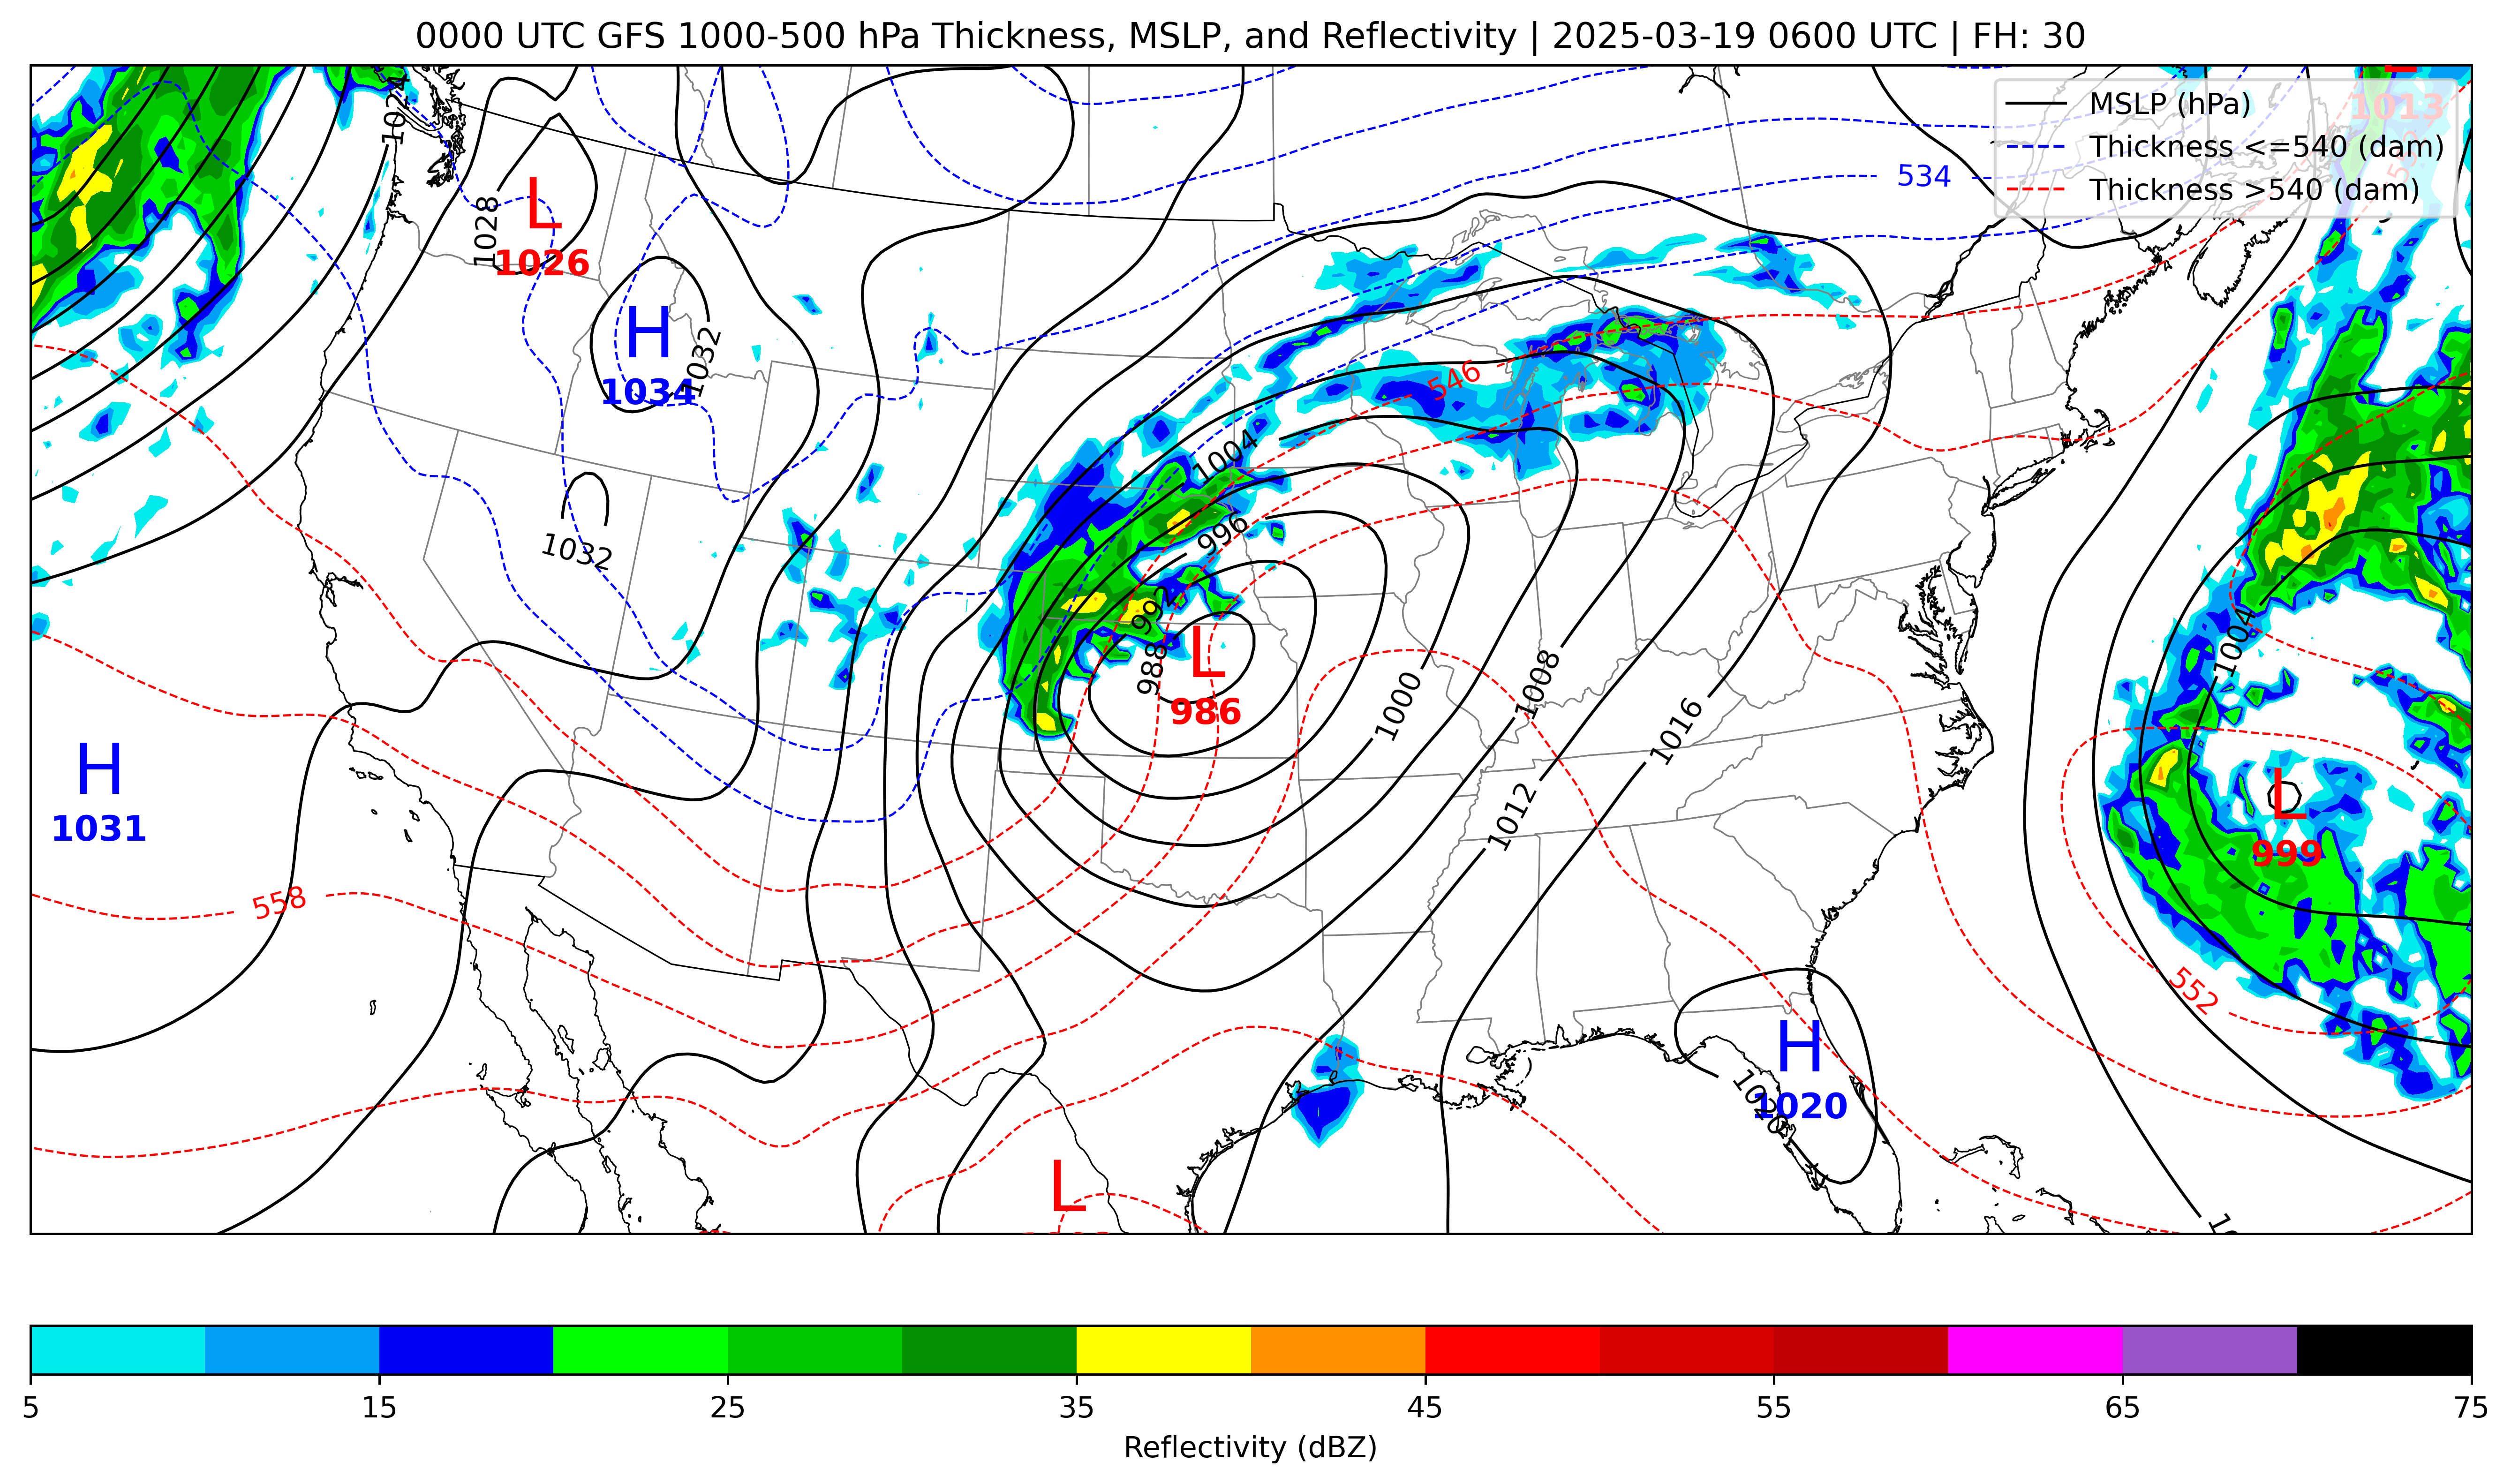 0000 UTC GFS 1000-500 hPa Thickness, MSLP, and Reflectivity | 2025-03-19 0600 UTC | FH: 30
MSLP (hPa)
Thickness <=540 (dam)
Thickness >540 (dam)
L
1013
1024
534
1028
L
1026
H
1034
1032
546
1004
1032
996
992
988
L
986
1004
1008
1000
1016
1012
H
1031
L
999
558
552
H
1020
1020
L
5 15 25 35 45 55 65 75
Reflectivity (dBZ)